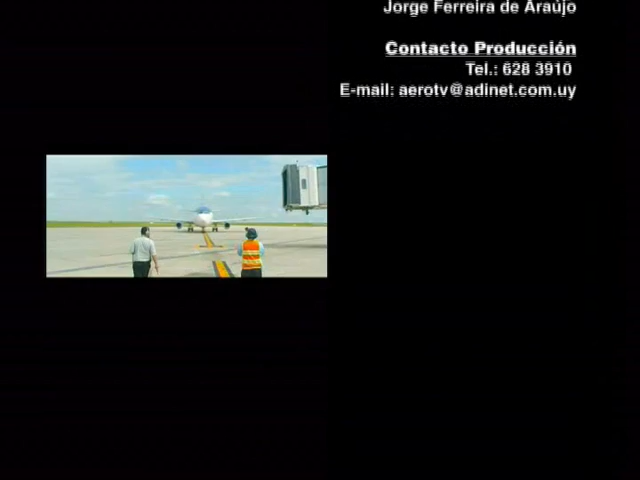 Jorge Ferreira de Araújo
Contacto Producción
Tel.: 628 3910
E-mail: aerotv@adinet.com.uy